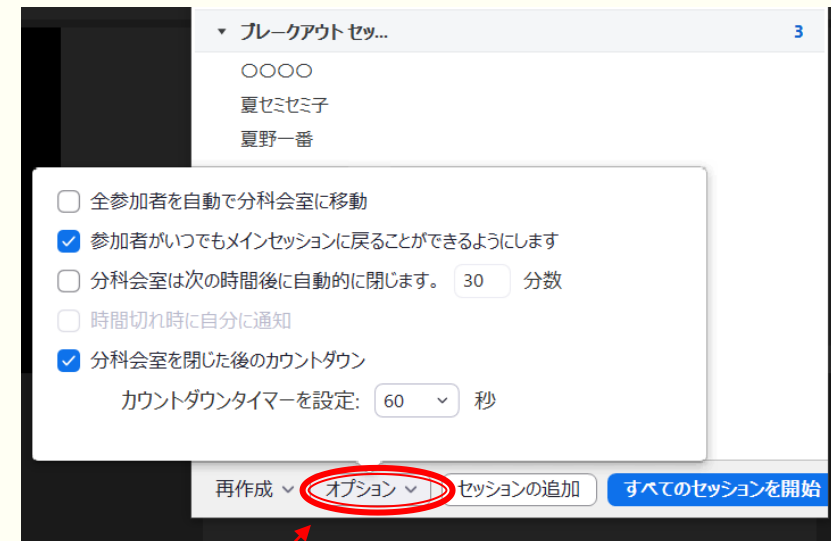 ブレークアウト セッ... 3
〇〇〇〇
夏セミセミ子
夏野一番
全参加者を自動で分科会室に移動
参加者がいつでもメインセッションに戻ることができるようにします
分科会室は次の時間後に自動的に閉じます。 30 分数
時間切れ時に自分に通知
分科会室を閉じた後のカウントダウン
カウントダウンタイマーを設定: 60 秒
再作成 オプション セッションの追加 すべてのセッションを開始